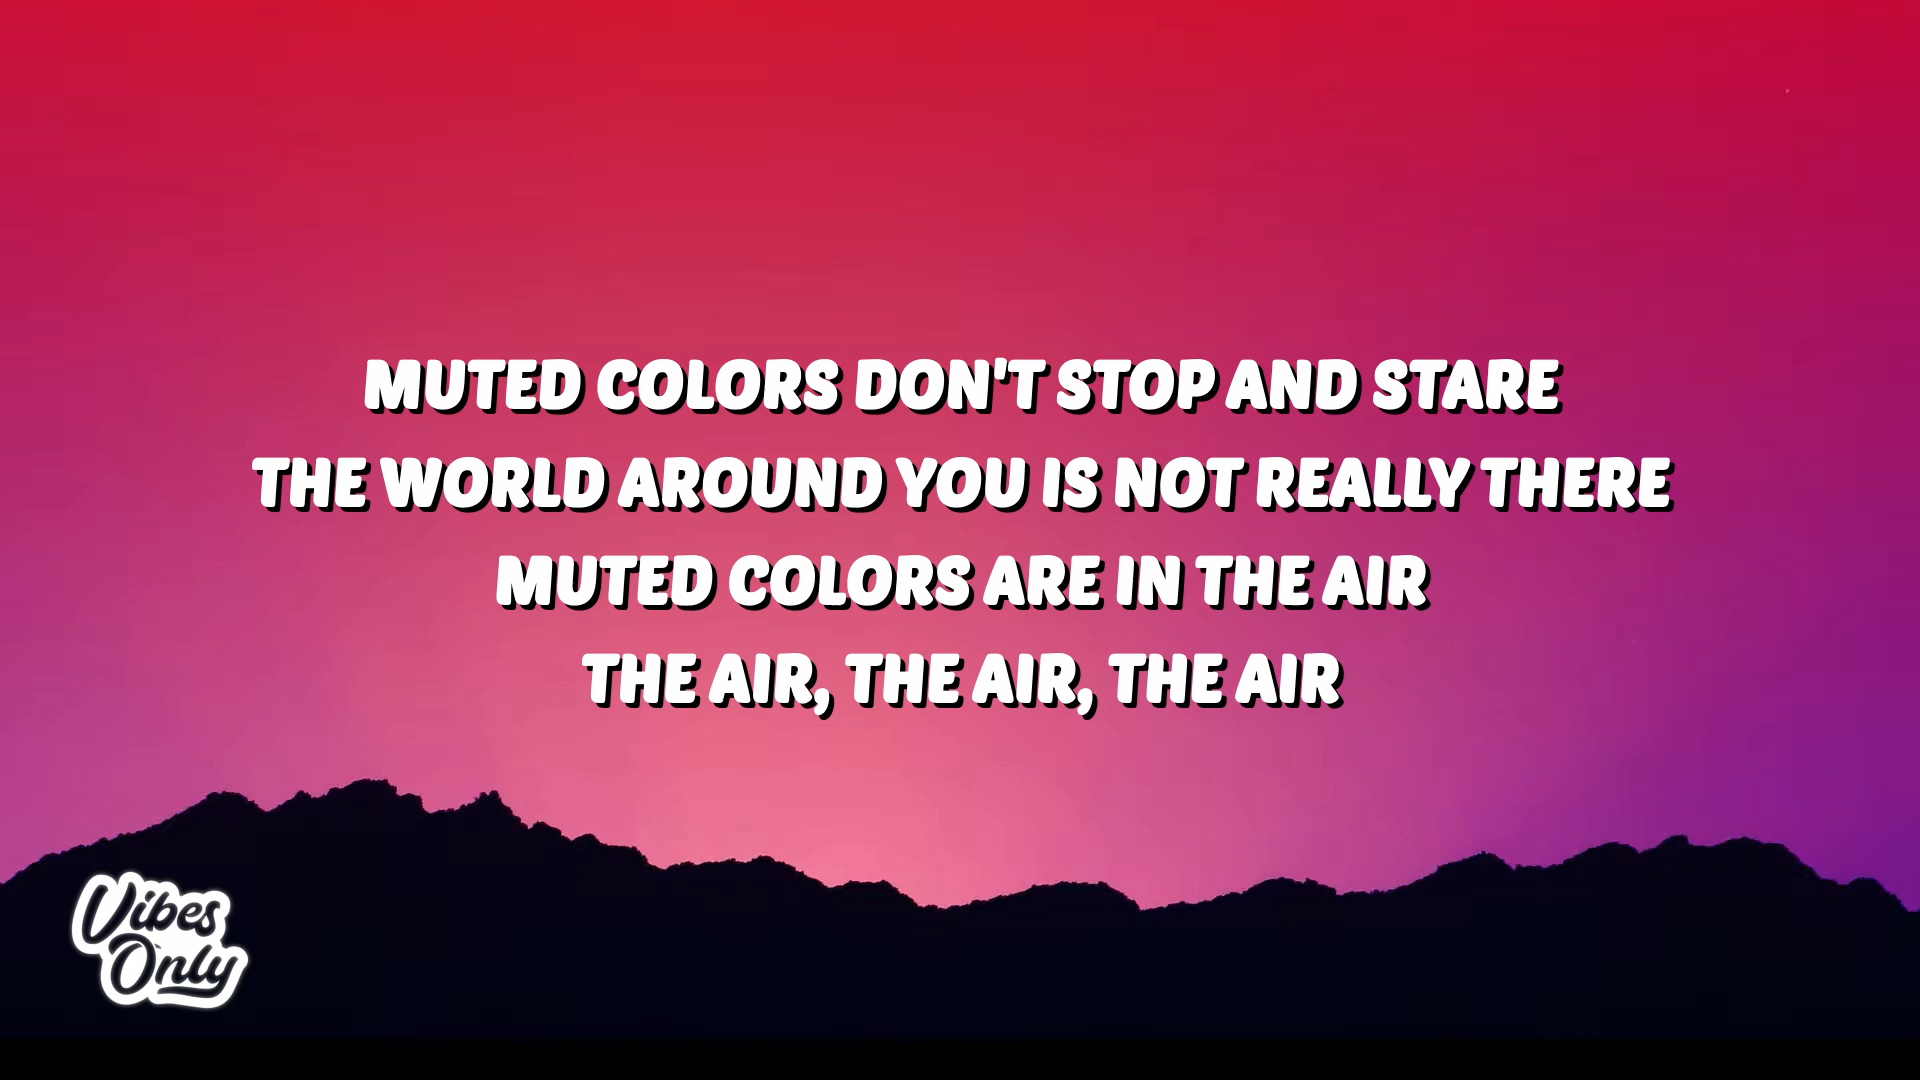 MUTED COLORS DON'T STOP AND STARE
THE WORLD AROUND YOU IS NOT REALLY THERE
MUTED COLORS ARE IN THE AIR
THE AIR, THE AIR, THE AIR
Vibes
Only